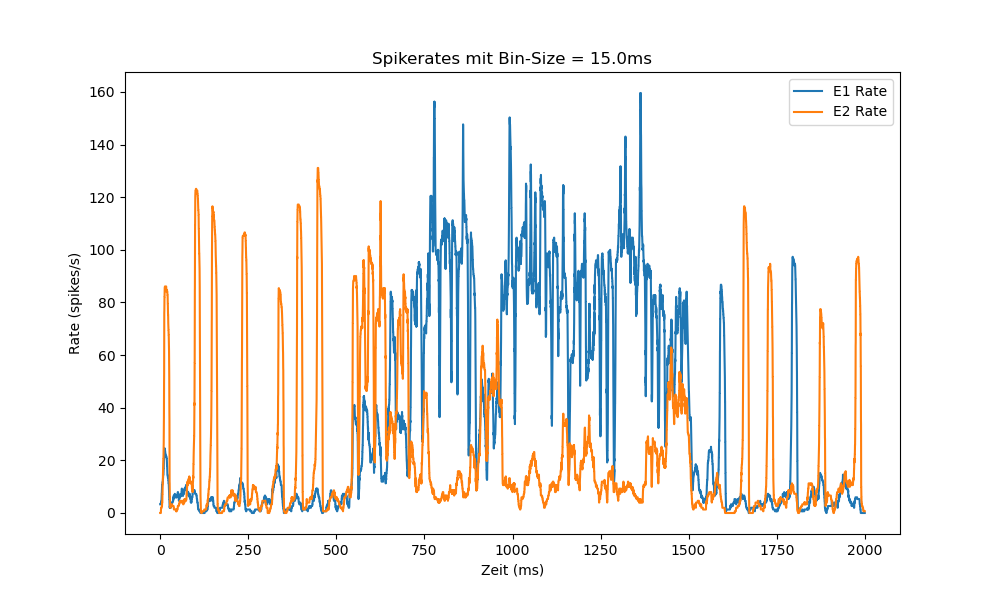 Spikerates mit Bin-Size = 15.0ms
E1 Rate
E2 Rate
Rate (spikes/s)
160
140
120
100
80
60
40
20
0
0 250 500 750 1000 1250 1500 1750 2000
Zeit (ms)